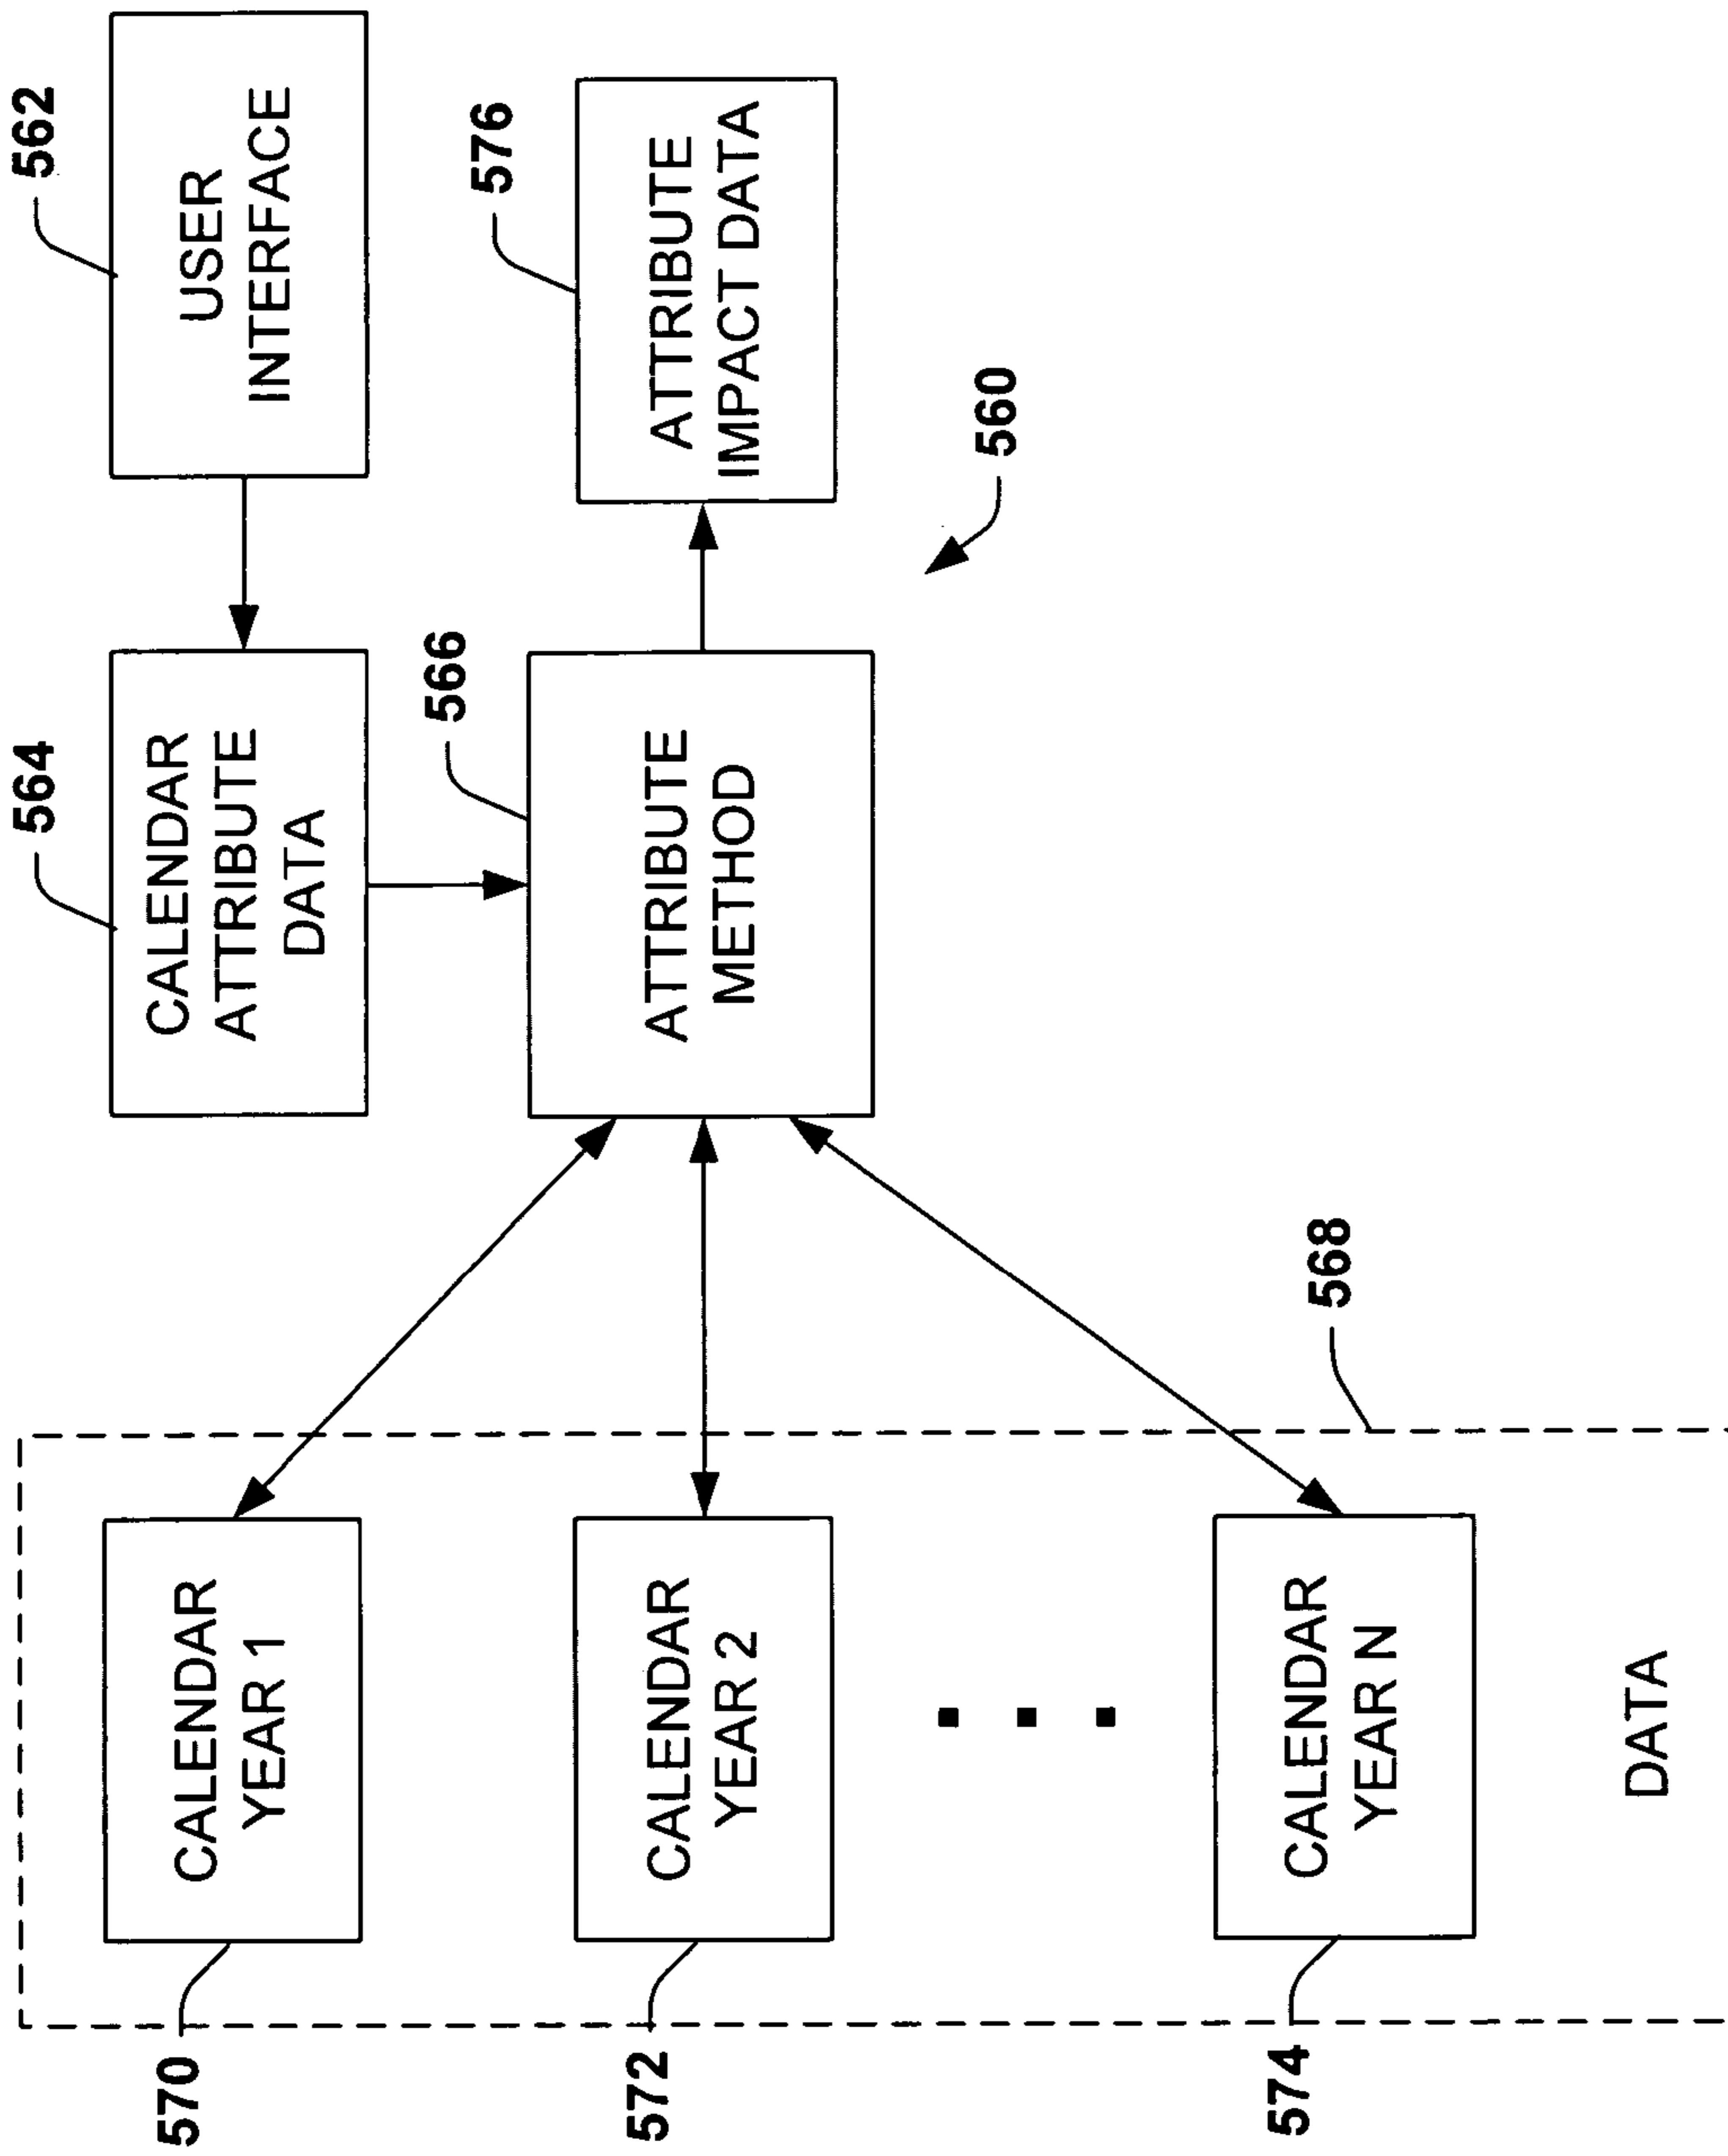 570
CALENDAR
YEAR 1
572
CALENDAR
YEAR 2
574
CALENDAR
YEAR N
DATA
568
564
CALENDAR
ATTRIBUTE
DATA
566
ATTRIBUTE
METHOD
562
USER
INTERFACE
576
ATTRIBUTE
IMPACT DATA
560